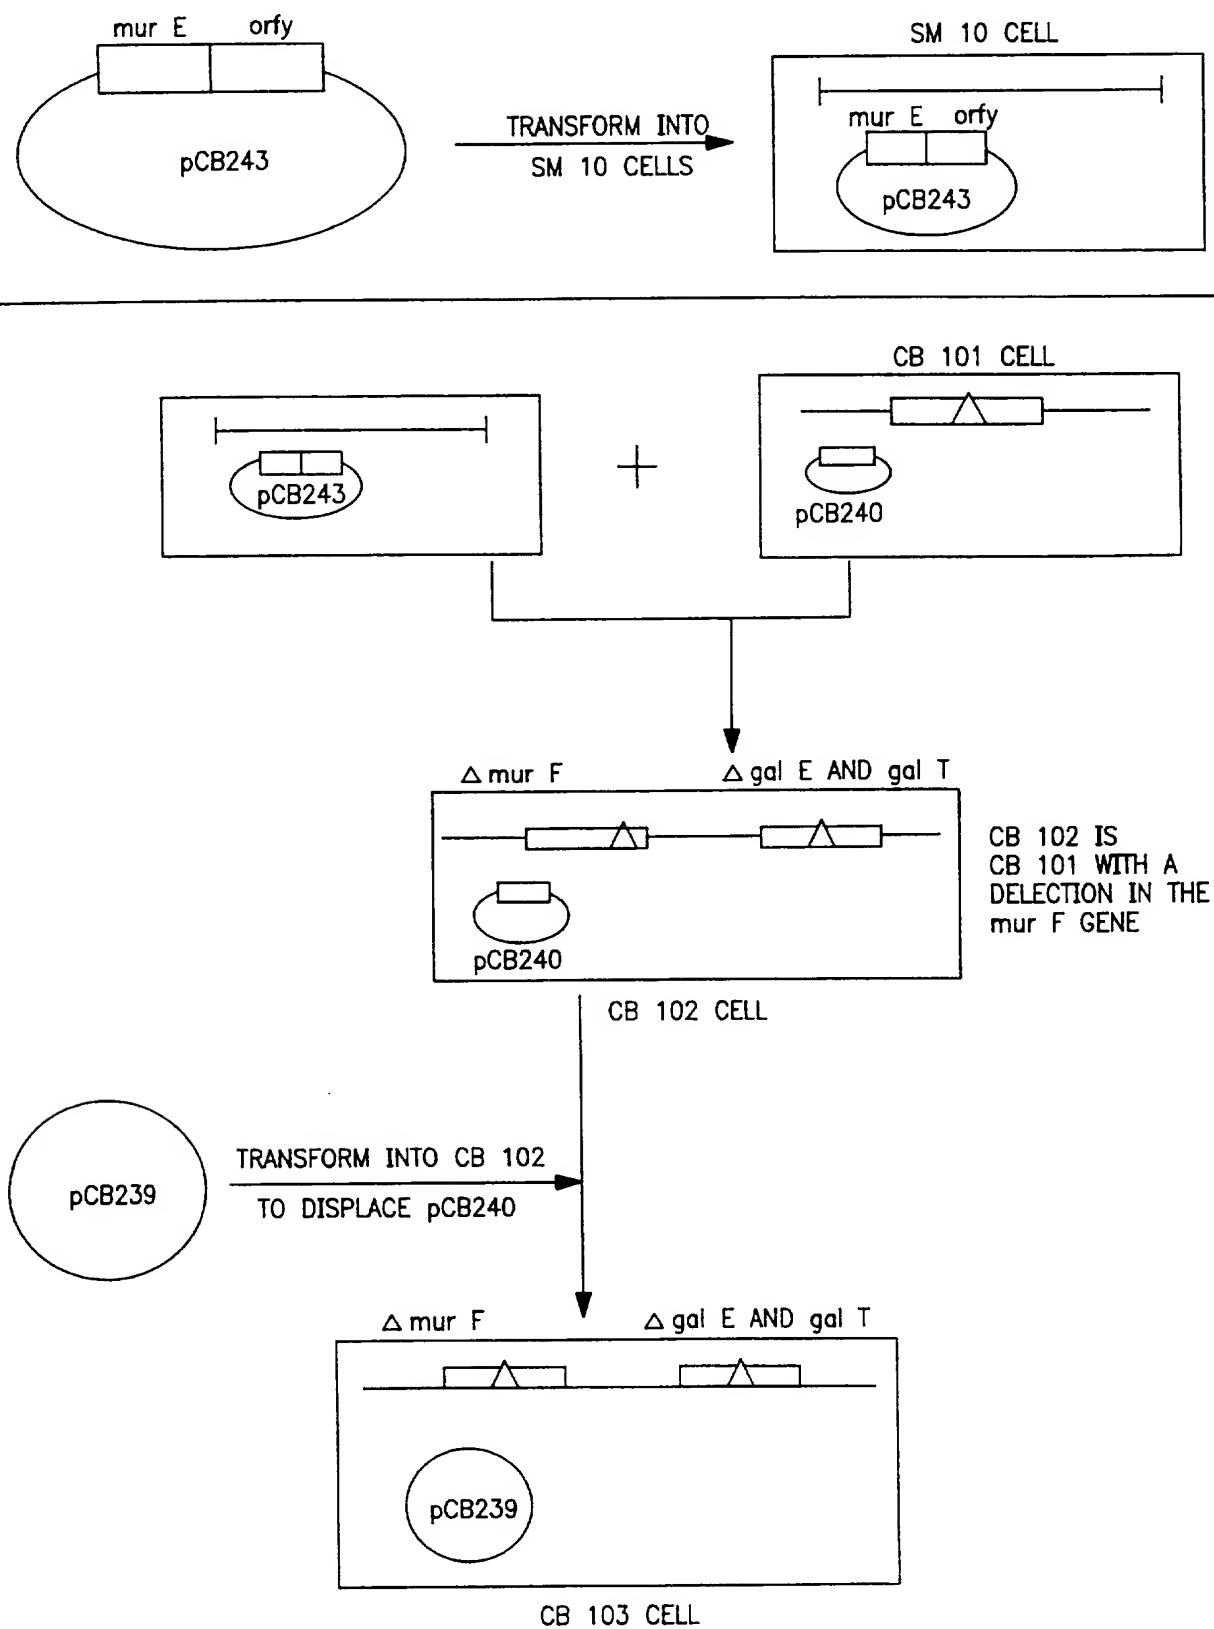 mur E orfy
pCB243
TRANSFORM INTO
SM 10 CELLS
SM 10 CELL
mur E orfy
pCB243
pCB243
CB 101 CELL
pCB240
△ mur F △ gal E AND gal T
pCB240
CB 102 IS
CB 101 WITH A
DELECTION IN THE
mur F GENE
CB 102 CELL
pCB239
TRANSFORM INTO CB 102
TO DISPLACE pCB240
△ mur F △ gal E AND gal T
pCB239
CB 103 CELL